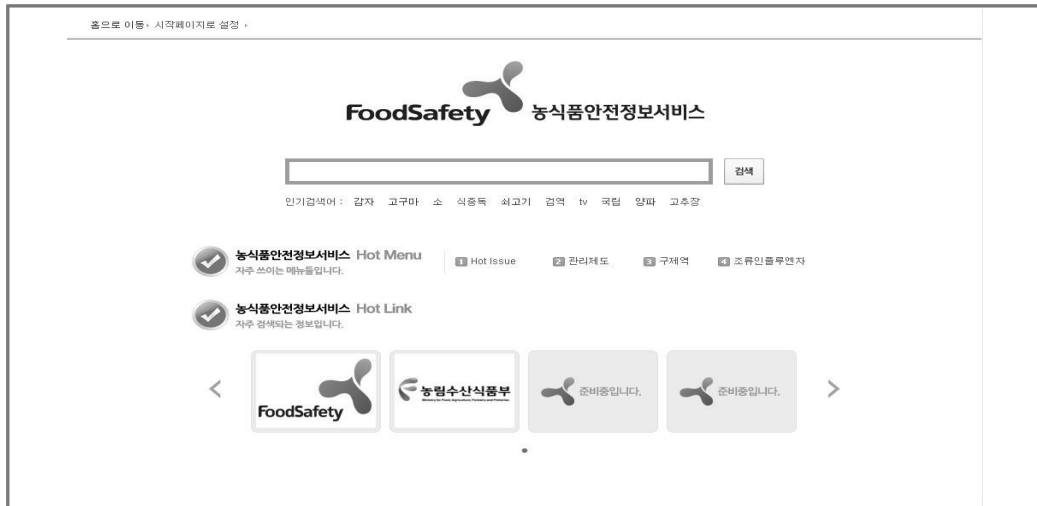 홈으로 이동 › 시작페이지로 설정 ›
FoodSafety 농식품안전정보서비스
검색
인기검색어 : 감자 고구마 소 식중독 쇠고기 검역 tv 국립 양파 고추장
농식품안전정보서비스 Hot Menu
자주 쓰이는 메뉴들입니다.
1 Hot Issue 2 관리제도 3 구제역 4 조류인플루엔자
농식품안전정보서비스 Hot Link
자주 검색되는 정보입니다.
FoodSafety
농림수산식품부
준비중입니다.
준비중입니다.